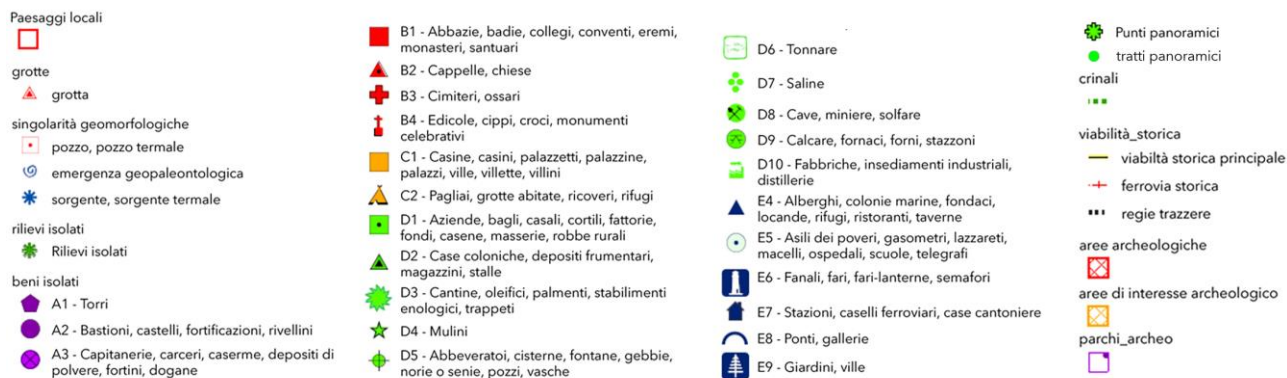 Paesaggi locali
grotte
grotta
singolarità geomorfologiche
pozzo, pozzo termale
emergenza geopaleontologica
sorgente, sorgente termale
rilievi isolati
Rilievi isolati
beni isolati
A1 - Torri
A2 - Bastioni, castelli, fortificazioni, rivellini
A3 - Capitanerie, carceri, caserme, depositi di
polvere, fortini, dogane
B1 - Abbazie, badie, collegi, conventi, eremi,
monasteri, santuari
B2 - Cappelle, chiese
B3 - Cimiteri, ossari
B4 - Edicole, cippi, croci, monumenti
celebrativi
C1 - Casine, casini, palazzetti, palazzine,
palazzi, ville, villette, villini
C2 - Pagliai, grotte abitate, ricoveri, rifugi
D1 - Aziende, bagli, casali, cortili, fattorie,
fondi, casene, masserie, robbe rurali
D2 - Case coloniche, depositi frumentari,
magazzini, stalle
D3 - Cantine, oleifici, palmenti, stabilimenti
enologici, trappeti
D4 - Mulini
D5 - Abbeveratoi, cisterne, fontane, gebbie,
norie o senie, pozzi, vasche
D6 - Tonnare
D7 - Saline
D8 - Cave, miniere, solfare
D9 - Calcare, fornaci, forni, stazzoni
D10 - Fabbriche, insediamenti industriali,
distillerie
E4 - Alberghi, colonie marine, fondaci,
locande, rifugi, ristoranti, taverne
E5 - Asili dei poveri, gasometri, lazzareti,
macelli, ospedali, scuole, telegrafi
E6 - Fanali, fari, fari-lanterne, semafori
E7 - Stazioni, caselli ferroviari, case cantoniere
E8 - Ponti, gallerie
E9 - Giardini, ville
Punti panoramici
tratti panoramici
crinali
viabilità_storica
viabiltà storica principale
ferrovia storica
regie trazzere
aree archeologiche
aree di interesse archeologico
parchi_archeo